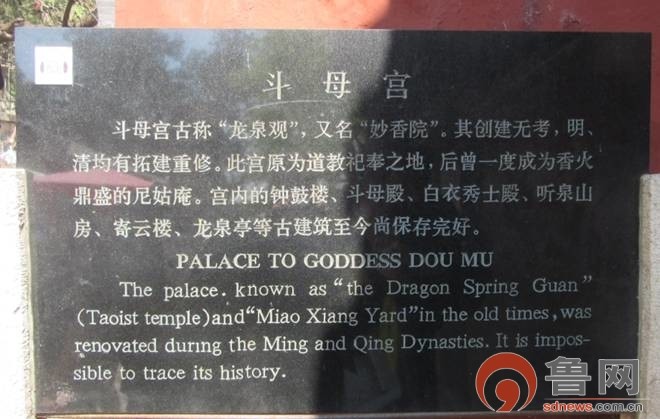 斗母宫
斗母宫古称“龙泉观”，又名“妙香院”。其创建无考，明、
清均有拓建重修。此宫原为道教祀奉之地，后曾一度成为香火
鼎盛的尼姑庵。宫内的钟鼓楼、斗母殿、白衣秀士殿、听泉山
房、寄云楼、龙泉亭等古建筑至今尚保存完好。
PALACE TO GODDESS DOU MU
The palace. known as “the Dragon Spring Guan”
(Taoist temple) and “Miao Xiang Yard” in the old times, was
renovated during the Ming and Qing Dynasties. It is impos-
sible to trace its history.
鲁网
sdnews.com.cn